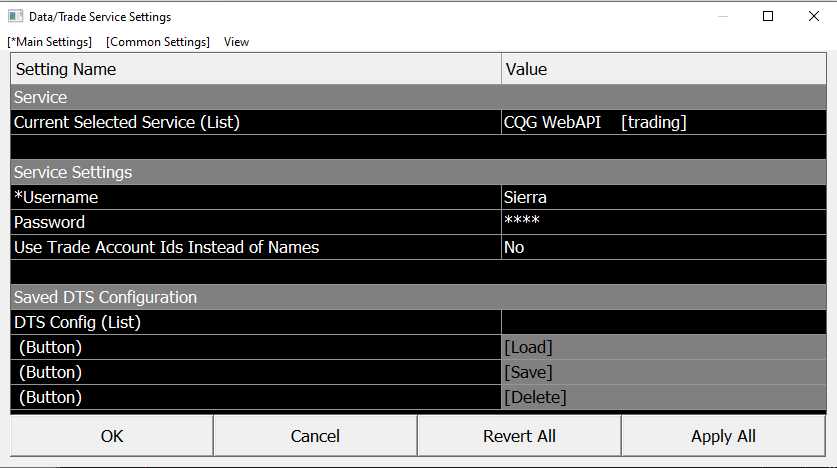 Data/Trade Service Settings
[*Main Settings] [Common Settings] View
Setting Name Value
Service
Current Selected Service (List) CQG WebAPI [trading]
Service Settings
*Username Sierra
Password ****
Use Trade Account Ids Instead of Names No
Saved DTS Configuration
DTS Config (List)
(Button) [Load]
(Button) [Save]
(Button) [Delete]
OK Cancel Revert All Apply All